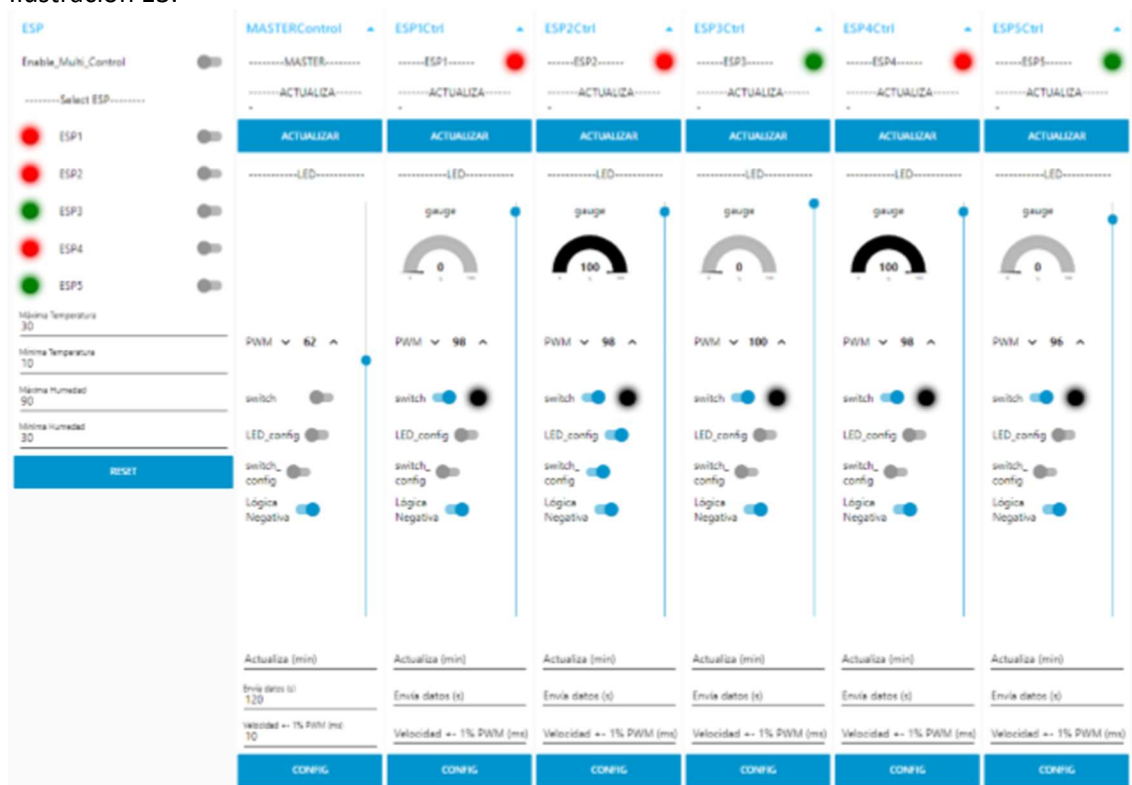 ESP
Enable_Multi_Control
--------Select ESP--------
ESP1
ESP2
ESP3
ESP4
ESP5
Máxima Temperatura
30
Mínima Temperatura
10
Máxima Humedad
90
Mínima Humedad
30
RESET
MASTERControl
--------MASTER--------
------ACTUALIZA------
-
ACTUALIZAR
-----------LED-----------
PWM 62
switch
LED_config
switch_
config
Lógica
Negativa
Actualiza (min)
Envía datos (s)
120
Velocidad +- 1% PWM (ms)
10
CONFIG
ESP1Ctrl
------ESP1------
------ACTUALIZA------
-
ACTUALIZAR
-----------LED-----------
gauge
0
PWM 98
switch
LED_config
switch_
config
Lógica
Negativa
Actualiza (min)
Envía datos (s)
Velocidad +- 1% PWM (ms)
CONFIG
ESP2Ctrl
------ESP2------
------ACTUALIZA------
-
ACTUALIZAR
-----------LED-----------
gauge
100
PWM 98
switch
LED_config
switch_
config
Lógica
Negativa
Actualiza (min)
Envía datos (s)
Velocidad +- 1% PWM (ms)
CONFIG
ESP3Ctrl
------ESP3------
------ACTUALIZA------
-
ACTUALIZAR
-----------LED-----------
gauge
0
PWM 100
switch
LED_config
switch_
config
Lógica
Negativa
Actualiza (min)
Envía datos (s)
Velocidad +- 1% PWM (ms)
CONFIG
ESP4Ctrl
------ESP4------
------ACTUALIZA------
-
ACTUALIZAR
-----------LED-----------
gauge
100
PWM 98
switch
LED_config
switch_
config
Lógica
Negativa
Actualiza (min)
Envía datos (s)
Velocidad +- 1% PWM (ms)
CONFIG
ESP5Ctrl
------ESP5------
------ACTUALIZA------
-
ACTUALIZAR
-----------LED-----------
gauge
0
PWM 96
switch
LED_config
switch_
config
Lógica
Negativa
Actualiza (min)
Envía datos (s)
Velocidad +- 1% PWM (ms)
CONFIG